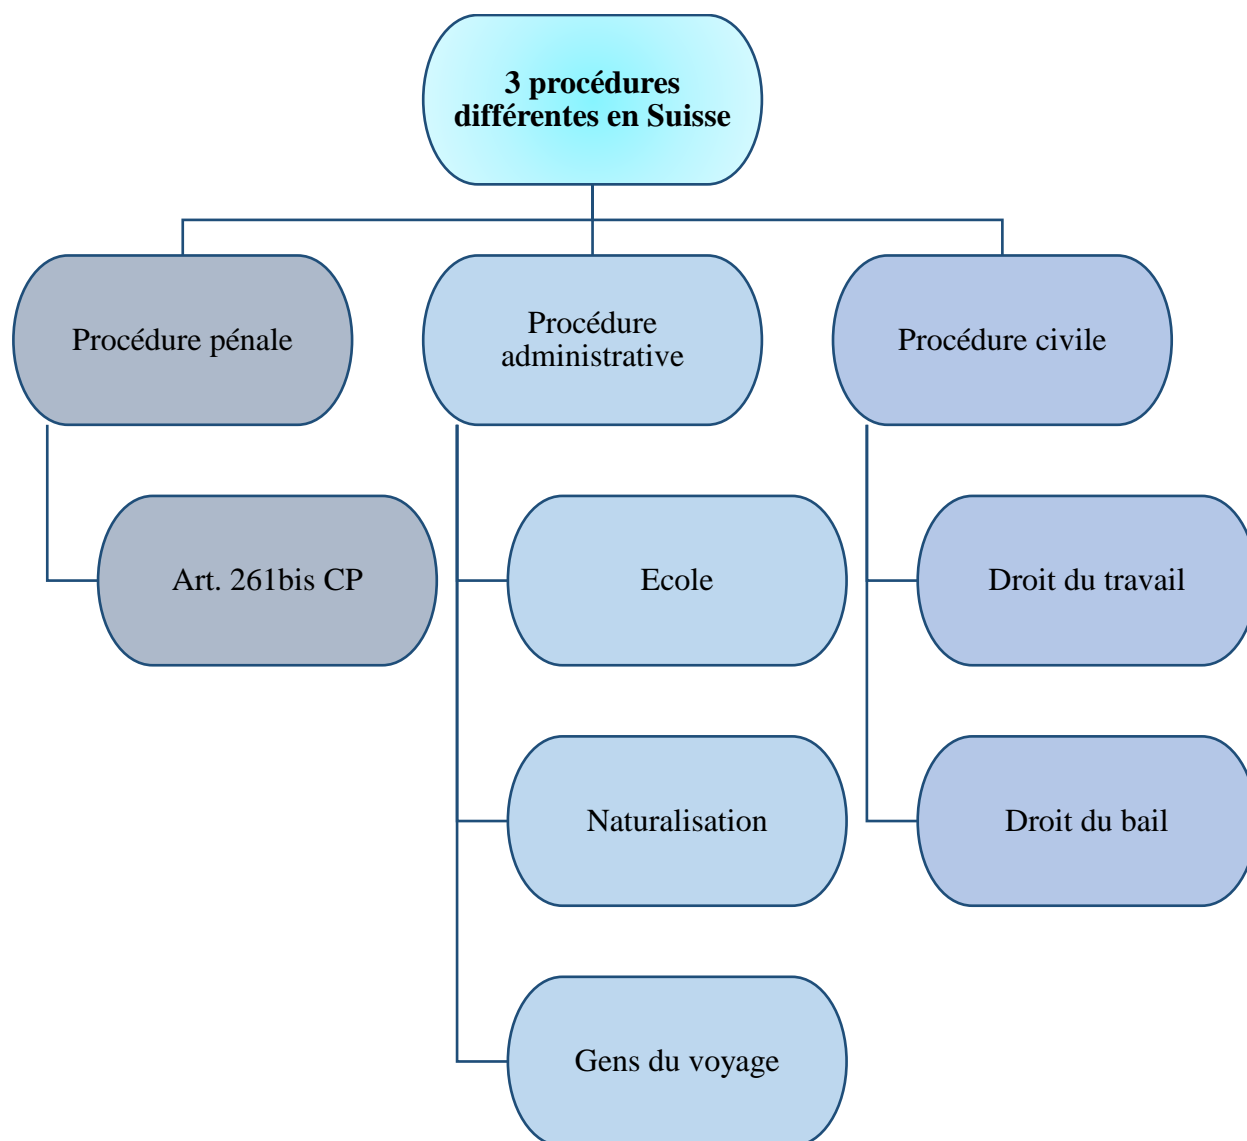 3 procédures
différentes en Suisse
Procédure pénale
Procédure
administrative
Procédure civile
Art. 261bis CP
Ecole
Droit du travail
Naturalisation
Droit du bail
Gens du voyage